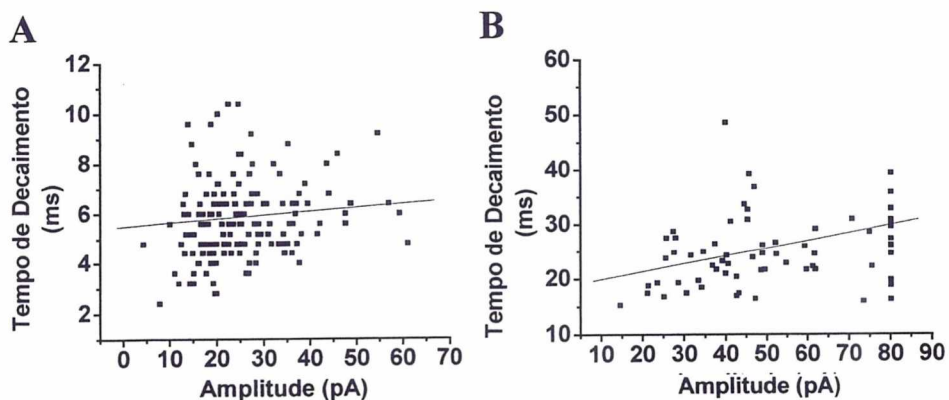 A
Tempo de Decaimento
(ms)
12
10
8
6
4
2
0 10 20 30 40 50 60 70
Amplitude (pA)
B
Tempo de Decaimento
(ms)
60
50
40
30
20
10
10 20 30 40 50 60 70 80 90
Amplitude (pA)